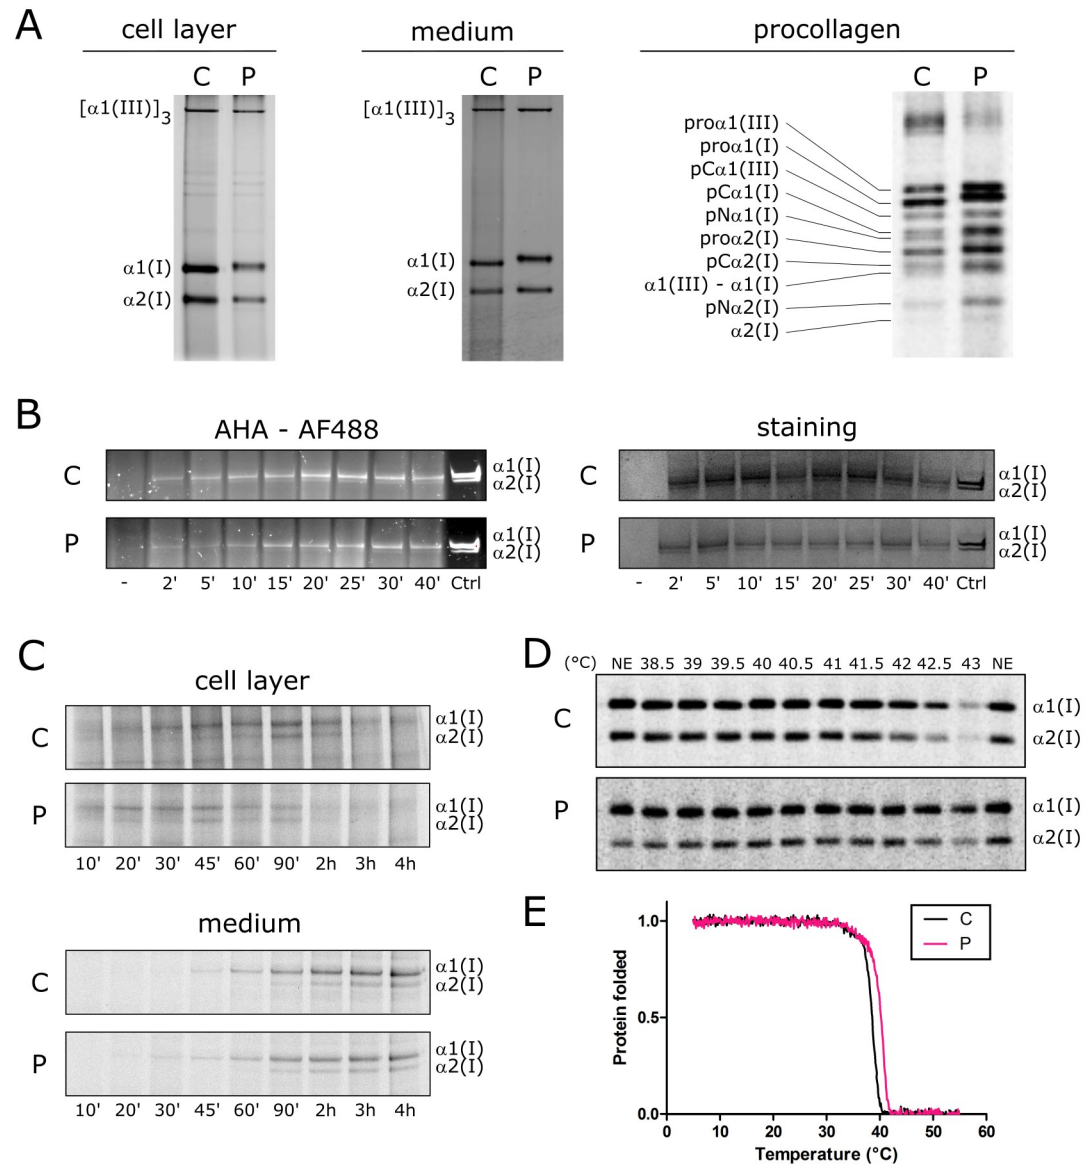 A
cell layer
medium
procollagen
C P
C P
C P
[α1(III)]3
α1(I)
α2(I)
[α1(III)]3
α1(I)
α2(I)
proα1(III)
proα1(I)
pCα1(III)
pCα1(I)
pNα1(I)
proα2(I)
pCα2(I)
α1(III) - α1(I)
pNα2(I)
α2(I)
B
AHA - AF488
C
α1(I)
α2(I)
P
α1(I)
α2(I)
- 2' 5' 10' 15' 20' 25' 30' 40' Ctrl
staining
C
α1(I)
α2(I)
P
α1(I)
α2(I)
- 2' 5' 10' 15' 20' 25' 30' 40' Ctrl
C
cell layer
C
α1(I)
α2(I)
P
α1(I)
α2(I)
10' 20' 30' 45' 60' 90' 2h 3h 4h
medium
C
α1(I)
α2(I)
P
α1(I)
α2(I)
10' 20' 30' 45' 60' 90' 2h 3h 4h
D
(°C) NE 38.5 39 39.5 40 40.5 41 41.5 42 42.5 43 NE
C
α1(I)
α2(I)
P
α1(I)
α2(I)
E
C
P
Protein folded
1.0
0.5
0.0
0 10 20 30 40 50 60
Temperature (°C)